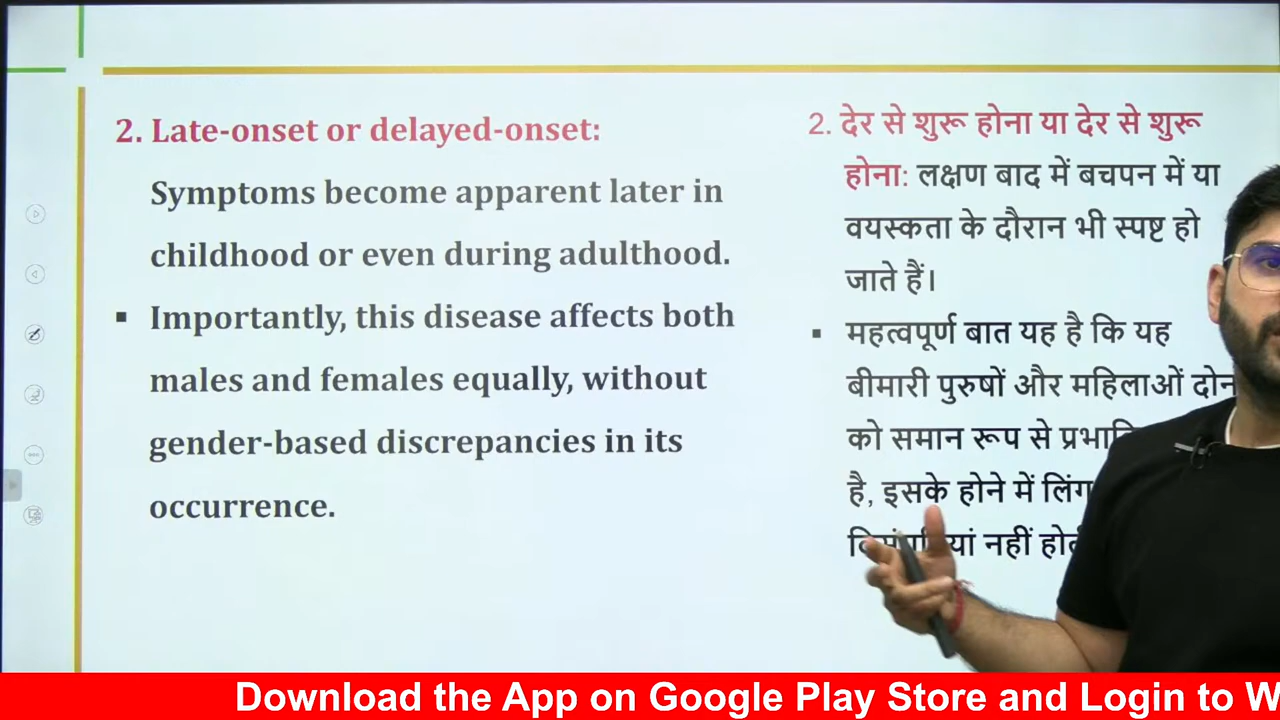 2. Late-onset or delayed-onset:
Symptoms become apparent later in
childhood or even during adulthood.
▪ Importantly, this disease affects both
males and females equally, without
gender-based discrepancies in its
occurrence.
2. देर से शुरू होना या देर से शुरू
होना: लक्षण बाद में बचपन में या
वयस्कता के दौरान भी स्पष्ट हो
जाते हैं।
▪ महत्वपूर्ण बात यह है कि यह
बीमारी पुरुषों और महिलाओं
को समान रूप से
है, इसके होने में
नहीं
Download the App on Google Play Store and Login to W